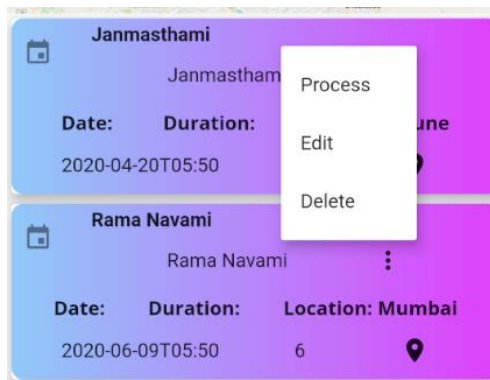 Janmasthami
Janmastham
Process
Date: Duration: une
Edit
2020-04-20T05:50
Delete
Rama Navami
Rama Navami
Date: Duration: Location: Mumbai
2020-06-09T05:50 6